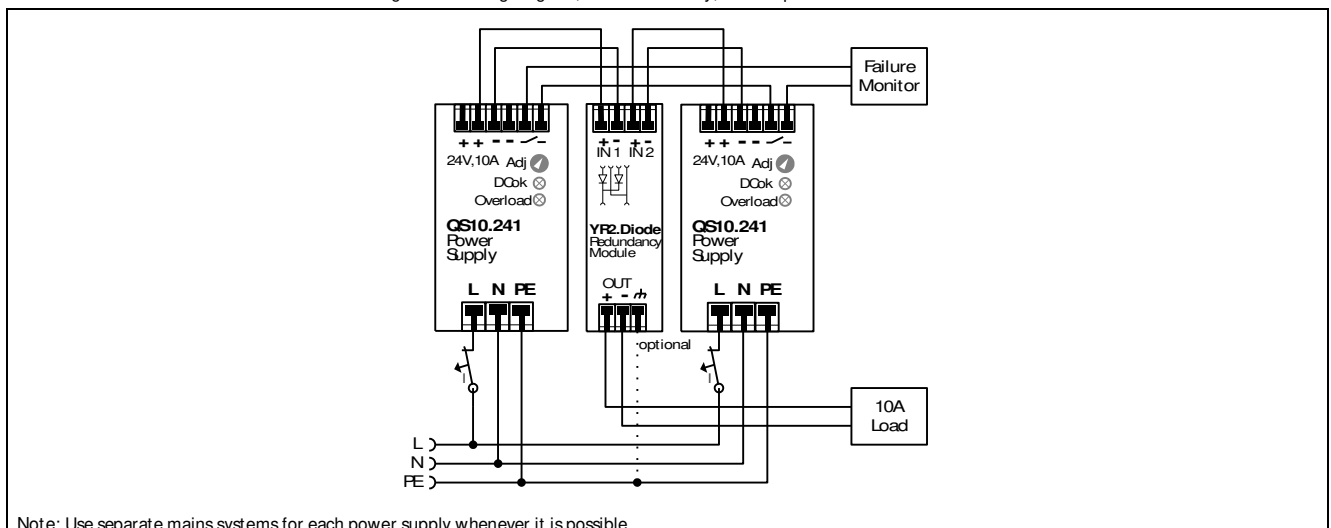 Failure
Monitor
+ + - - -
24V,10A Adj
DCok
Overload
QS10.241
Power
Supply
L N PE
+ - + -
IN 1 IN 2
YR2.Diode
Redundancy
Module
OUT
+ -
optional
+ + - - -
24V,10A Adj
DCok
Overload
QS10.241
Power
Supply
L N PE
I
I
10A
Load
L
N
PE
Note: Use separate mains systems for each power supply whenever it is possible